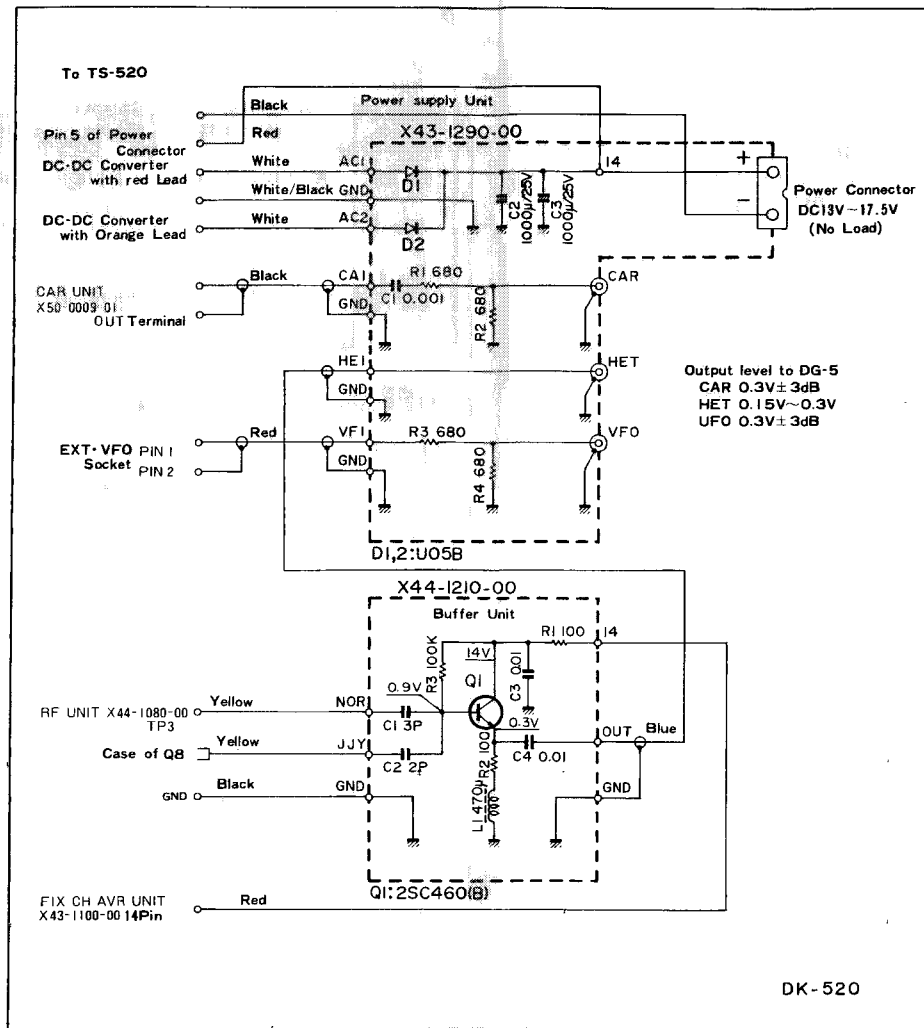 To TS-520
Black
Power supply Unit
Pin 5 of Power
Connector
Red
X43-1290-00
DC-DC Converter
with red Lead
White
AC1
D1
14
+
White/Black
GND
C2
1000μ/25V
C3
1000μ/25V
−
Power Connector
DC13V~17.5V
(No Load)
DC-DC Converter
with Orange Lead
White
AC2
D2
CAR UNIT
X50-0009 01
OUT Terminal
Black
CA1
C1 0.001
R1 680
R2 680
CAR
GND
HE1
HET
GND
Output level to DG-5
CAR 0.3V±3dB
HET 0.15V~0.3V
UFO 0.3V±3dB
EXT·VFO PIN 1
Socket PIN 2
Red
VF1
R3 680
R4 680
VFO
GND
D1,2:U05B
X44-1210-00
Buffer Unit
R1 100
14
R3 100K
14V
C3 0.01
Q1
0.9V
RF UNIT X44-1080-00
TP3
Yellow
NOR
C1 3P
0.3V
OUT
Blue
Case of Q8
Yellow
JJY
C2 2P
R2 100
C4 0.01
GND
Black
GND
L1 470μ
GND
Q1:2SC460(B)
FIX CH AVR UNIT
X43-1100-00 14Pin
Red
DK-520